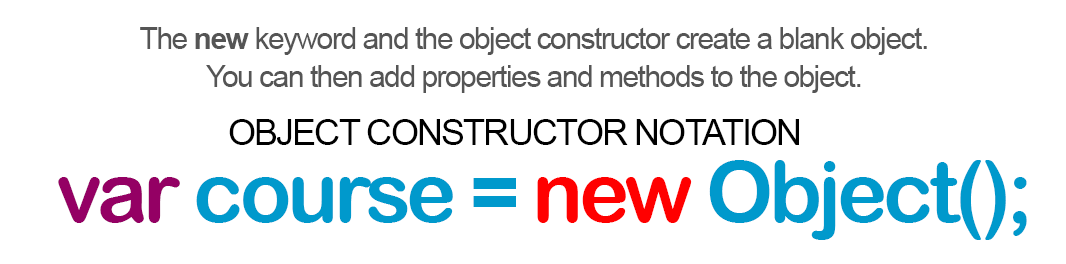 The new keyword and the object constructor create a blank object.
You can then add properties and methods to the object.
OBJECT CONSTRUCTOR NOTATION
var course = new Object();